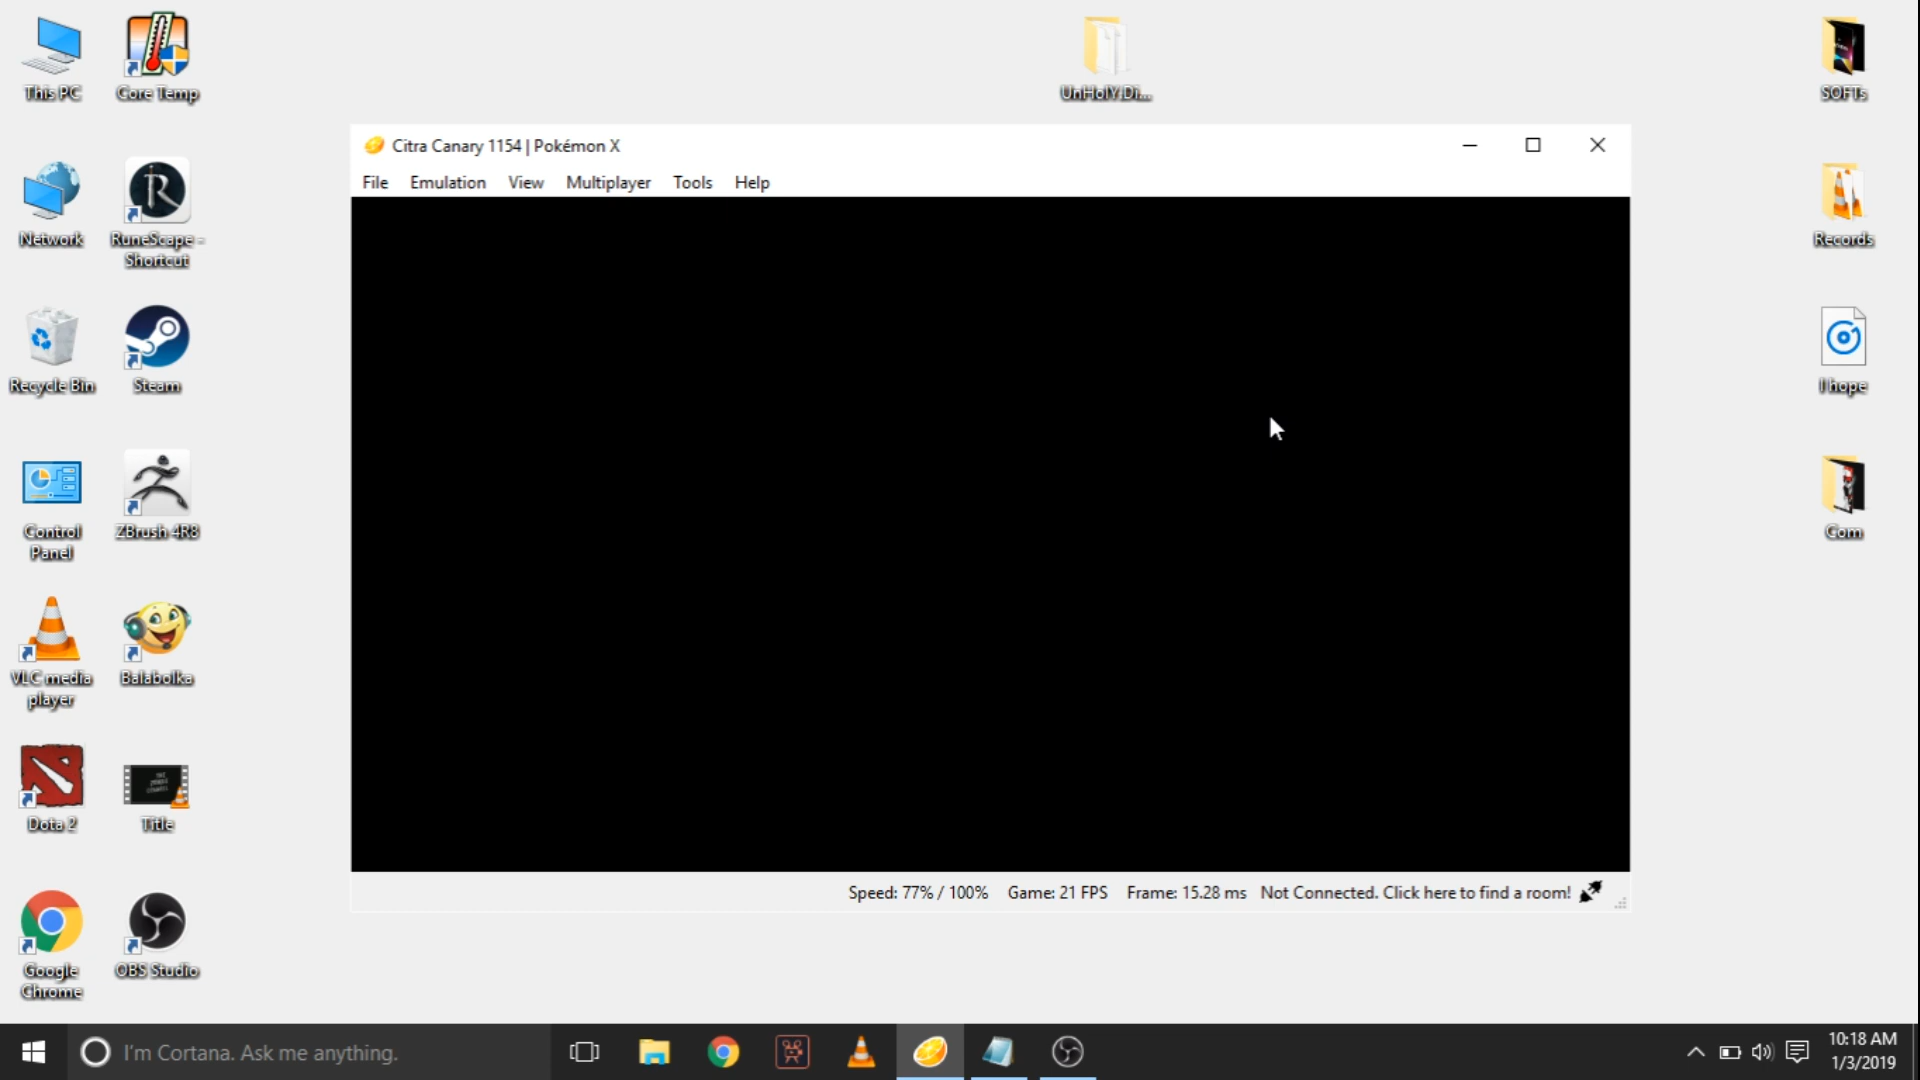 This PC
Core Temp
UnHolY.Di...
SOFTs
Citra Canary 1154 | Pokémon X
File Emulation View Multiplayer Tools Help
Network
RuneScape -
Shortcut
Records
Recycle Bin
Steam
I hope
Control
Panel
ZBrush 4R8
Com
VLC media
player
Balabolka
Dota 2
Title
Speed: 77% / 100% Game: 21 FPS Frame: 15.28 ms Not Connected. Click here to find a room!
Google
Chrome
OBS Studio
I'm Cortana. Ask me anything.
10:18 AM
1/3/2019